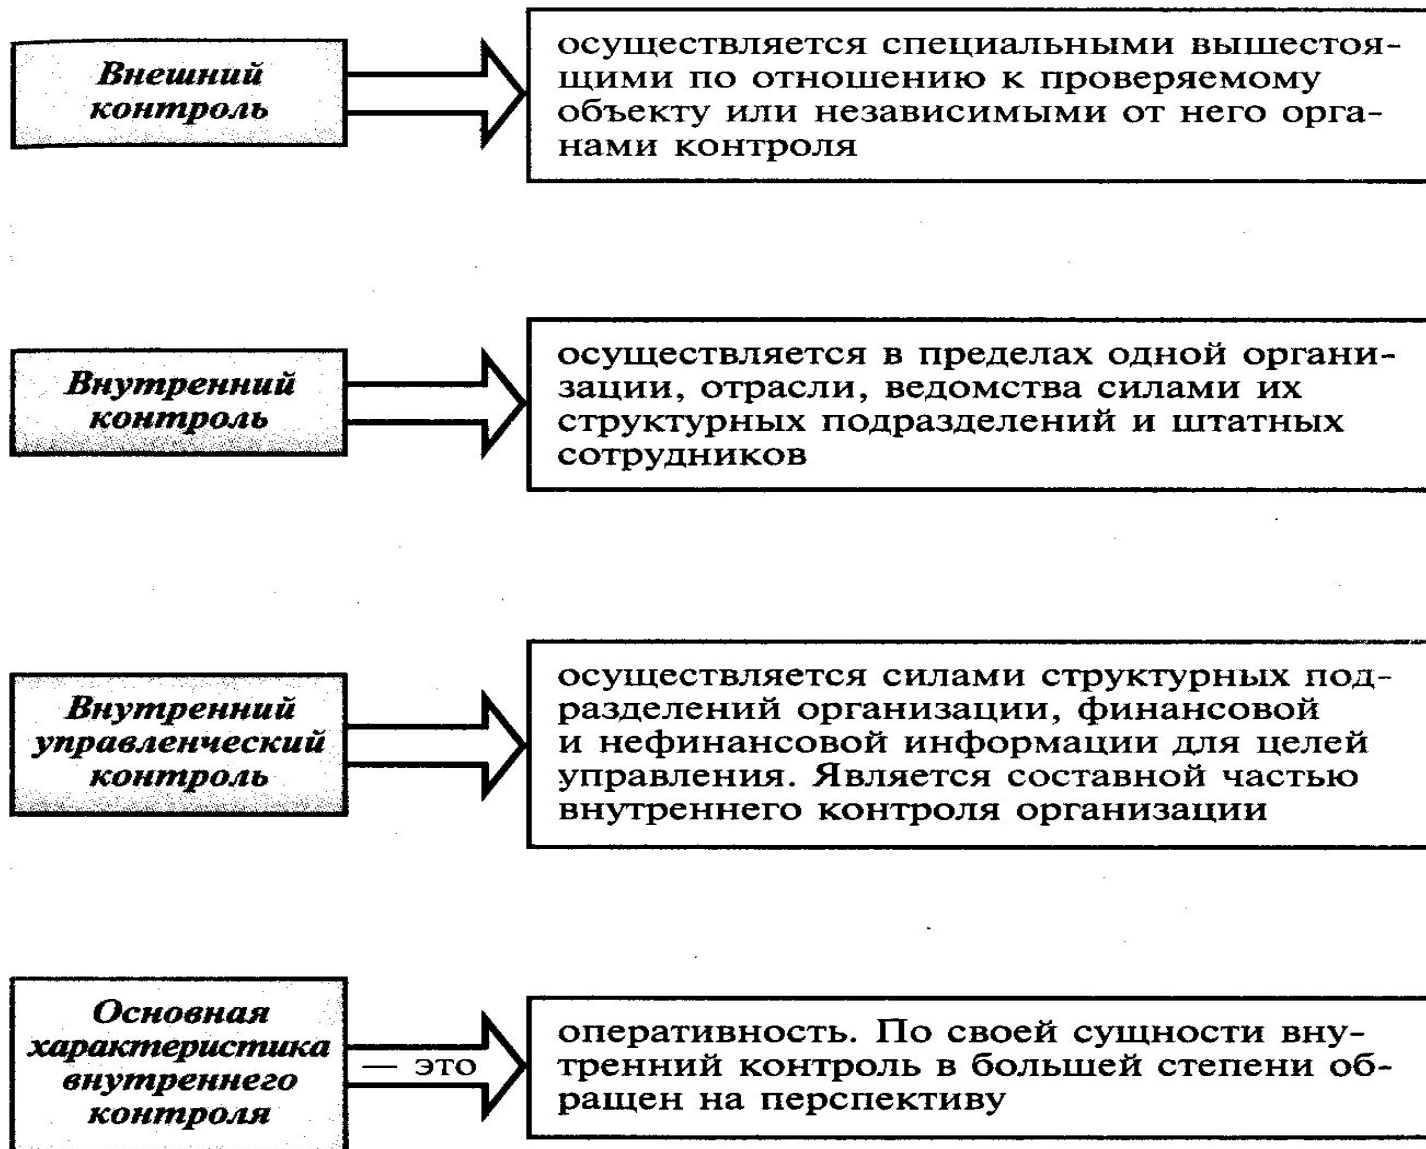 Внешний
контроль
осуществляется специальными вышестоя-
щими по отношению к проверяемому
объекту или независимыми от него орга-
нами контроля
Внутренний
контроль
осуществляется в пределах одной органи-
зации, отрасли, ведомства силами их
структурных подразделений и штатных
сотрудников
Внутренний
управленческий
контроль
осуществляется силами структурных под-
разделений организации, финансовой
и нефинансовой информации для целей
управления. Является составной частью
внутреннего контроля организации
Основная
характеристика
внутреннего
контроля
— это
оперативность. По своей сущности вну-
тренний контроль в большей степени об-
ращен на перспективу